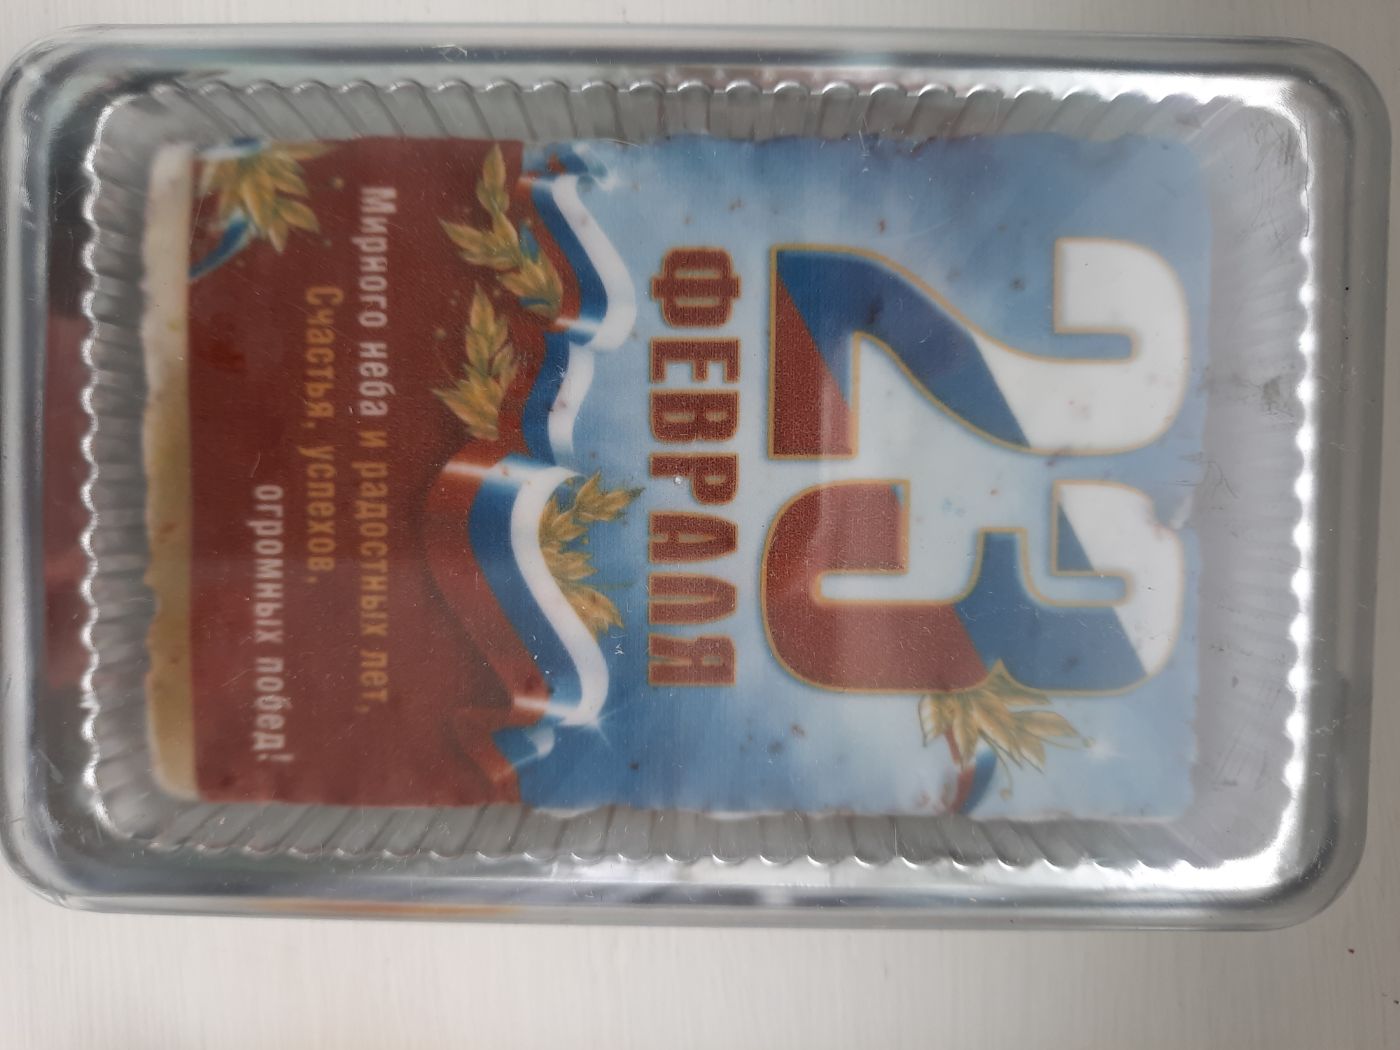 23
ФЕВРАЛЯ
Мирного неба и радостных лет,
Счастья, успехов,
огромных побед!